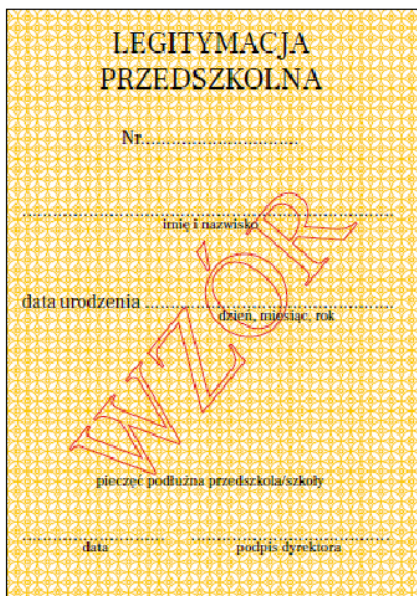 LEGITYMACJA
PRZEDSZKOLNA
Nr..............................
imię i nazwisko
data urodzenia ..............................
dzień, miesiąc, rok
WZÓR
pieczęć podłużna przedszkola/szkoły
data podpis dyrektora